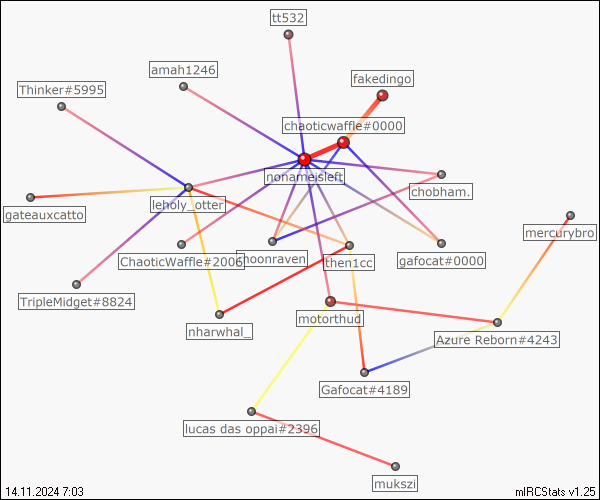 tt532
amah1246
fakedingo
Thinker#5995
chaoticwaffle#0000
nonameisleft
chobham.
leholy_otter
gateauxcatto
mercurybro
ChaoticWaffle#2006
moonraven
then1cc
gafocat#0000
TripleMidget#8824
nharwhal_
motorthud
Azure Reborn#4243
Gafocat#4189
lucas das oppai#2396
mukszi
14.11.2024 7:03
mIRCStats v1.25